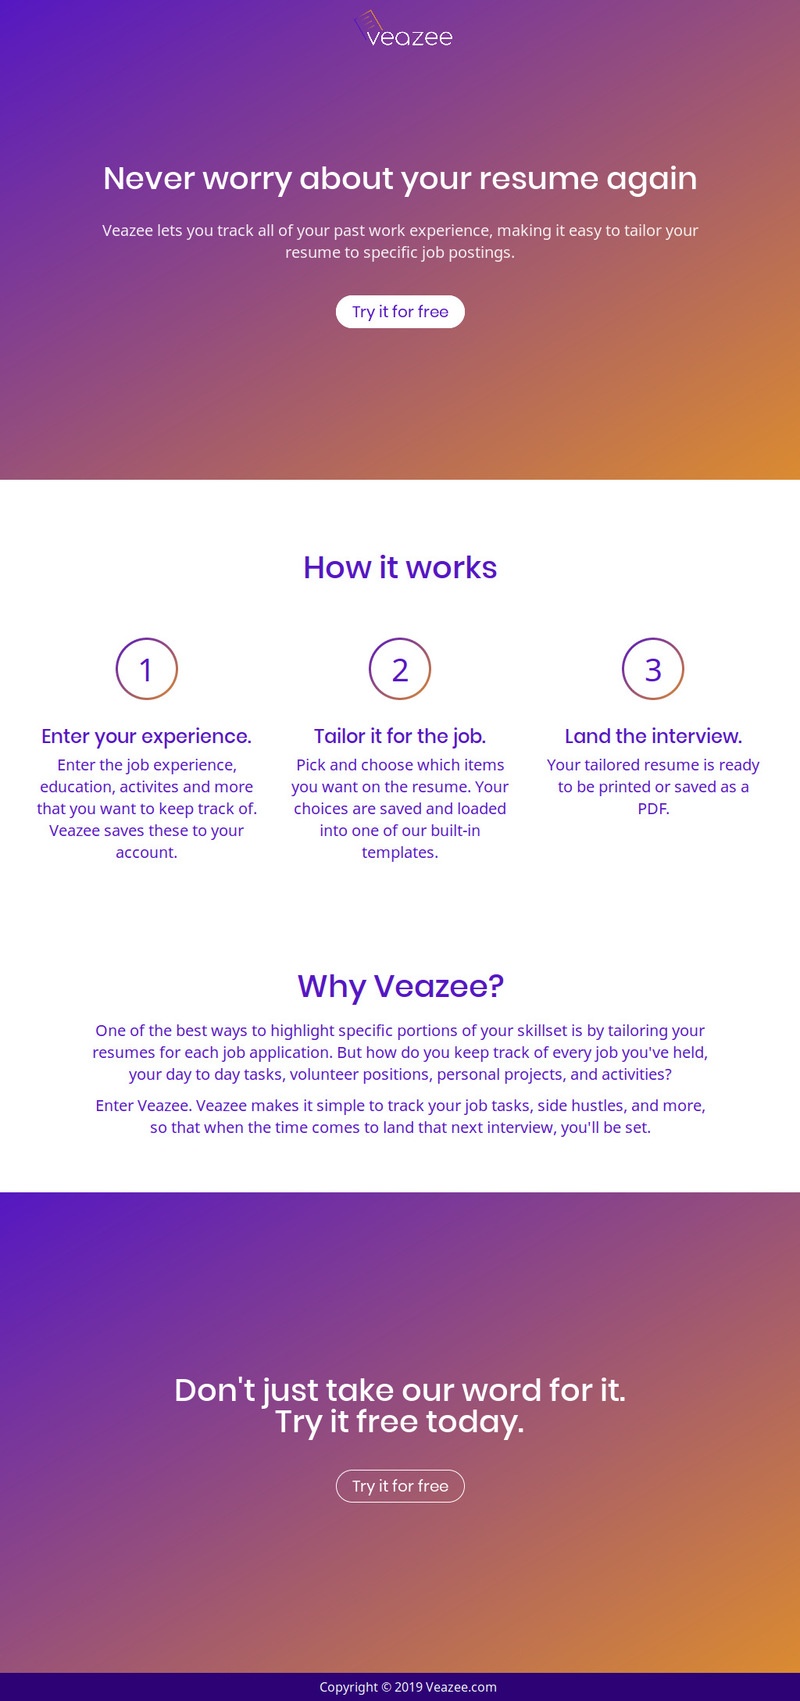 veazee
Never worry about your resume again
Veazee lets you track all of your past work experience, making it easy to tailor your
resume to specific job postings.
Try it for free
How it works
1
2
3
Enter your experience.
Enter the job experience,
education, activites and more
that you want to keep track of.
Veazee saves these to your
account.
Tailor it for the job.
Pick and choose which items
you want on the resume. Your
choices are saved and loaded
into one of our built-in
templates.
Land the interview.
Your tailored resume is ready
to be printed or saved as a
PDF.
Why Veazee?
One of the best ways to highlight specific portions of your skillset is by tailoring your
resumes for each job application. But how do you keep track of every job you've held,
your day to day tasks, volunteer positions, personal projects, and activities?
Enter Veazee. Veazee makes it simple to track your job tasks, side hustles, and more,
so that when the time comes to land that next interview, you'll be set.
Don't just take our word for it.
Try it free today.
Try it for free
Copyright © 2019 Veazee.com